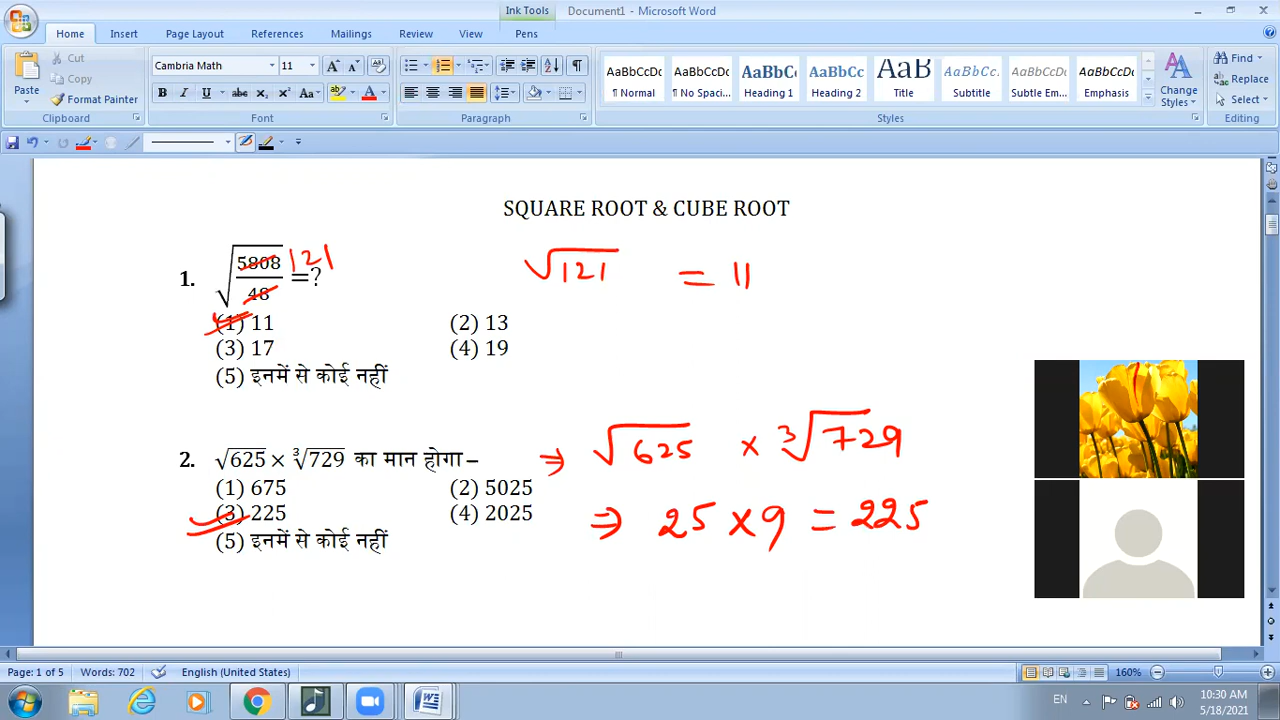 Ink Tools Document1 - Microsoft Word
Home Insert Page Layout References Mailings Review View Pens
Paste Cut Copy Format Painter
Clipboard
Cambria Math 11
Font
Paragraph
AaBbCcDc AaBbCcDc AaBbCc AaBbCc AaB AaBbCc. AaBbCcDc AaBbCcDc
¶ Normal ¶ No Spaci... Heading 1 Heading 2 Title Subtitle Subtle Em... Emphasis
Change Styles
Styles
Find
Replace
Select
Editing
SQUARE ROOT & CUBE ROOT
1. √(5808/48) = ? 121
√121 = 11
(1) 11 (2) 13
(3) 17 (4) 19
(5) इनमें से कोई नहीं
2. √625 × ³√729 का मान होगा–
⇒ √625 × ³√729
(1) 675 (2) 5025
(3) 225 (4) 2025
⇒ 25 × 9 = 225
(5) इनमें से कोई नहीं
Page: 1 of 5 Words: 702 English (United States) 160%
EN 10:30 AM
5/18/2021